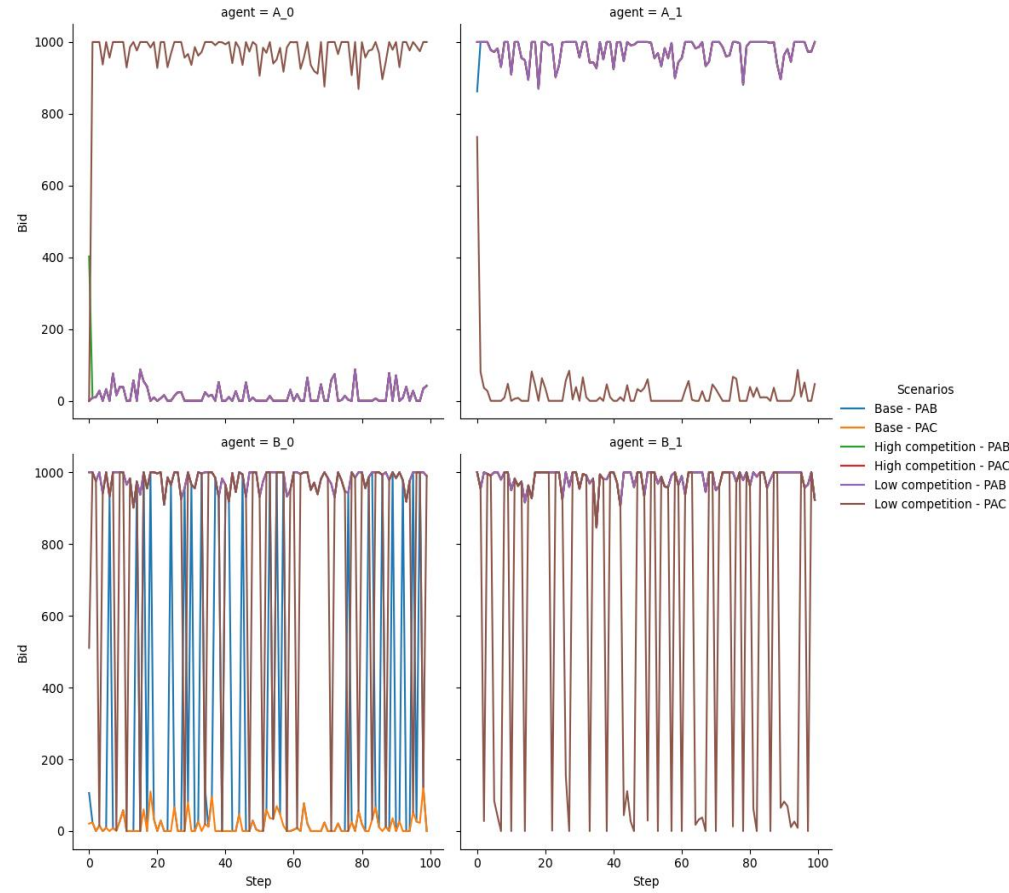 agent = A_0
agent = A_1
1000
800
600
400
200
0
Bid
agent = B_0
agent = B_1
1000
800
600
400
200
0
Bid
0 20 40 60 80 100
Step
0 20 40 60 80 100
Step
Scenarios
Base - PAB
Base - PAC
High competition - PAB
High competition - PAC
Low competition - PAB
Low competition - PAC